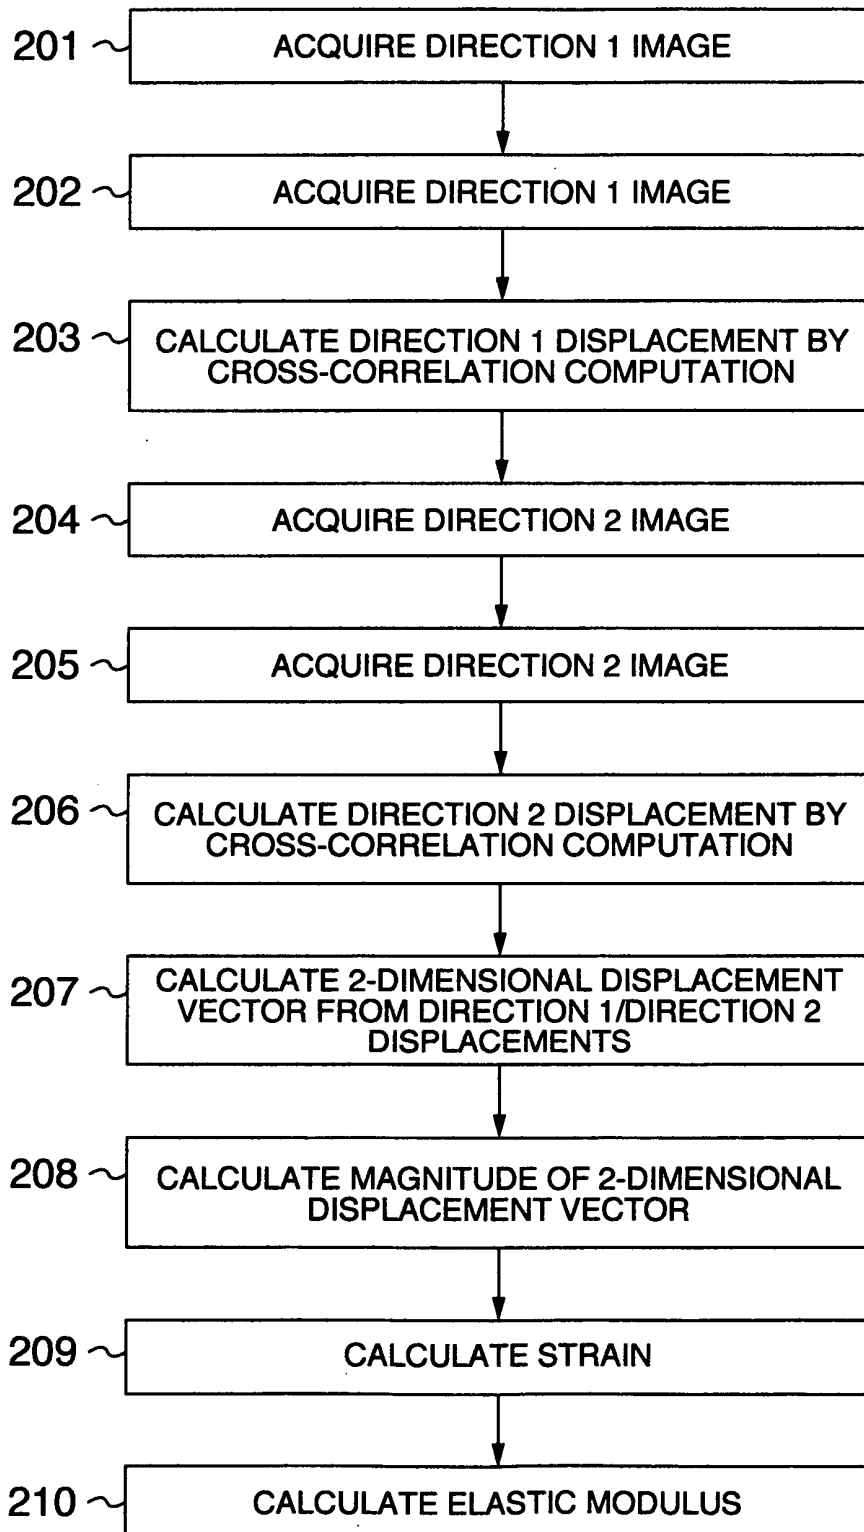 201
ACQUIRE DIRECTION 1 IMAGE
202
ACQUIRE DIRECTION 1 IMAGE
203
CALCULATE DIRECTION 1 DISPLACEMENT BY
CROSS-CORRELATION COMPUTATION
204
ACQUIRE DIRECTION 2 IMAGE
205
ACQUIRE DIRECTION 2 IMAGE
206
CALCULATE DIRECTION 2 DISPLACEMENT BY
CROSS-CORRELATION COMPUTATION
207
CALCULATE 2-DIMENSIONAL DISPLACEMENT
VECTOR FROM DIRECTION 1/DIRECTION 2
DISPLACEMENTS
208
CALCULATE MAGNITUDE OF 2-DIMENSIONAL
DISPLACEMENT VECTOR
209
CALCULATE STRAIN
210
CALCULATE ELASTIC MODULUS